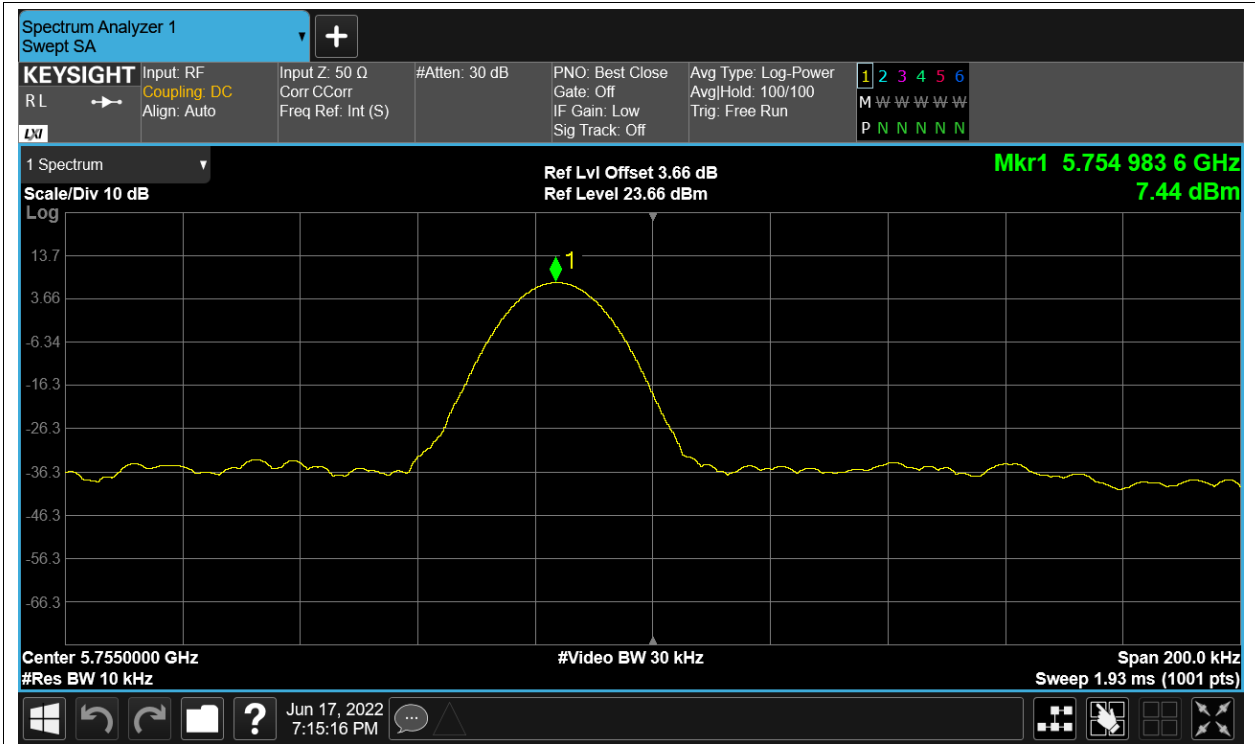 Spectrum Analyzer 1
Swept SA
KEYSIGHT
R L
LXI
Input: RF
Coupling: DC
Align: Auto
Input Z: 50 Ω
Corr CCorr
Freq Ref: Int (S)
#Atten: 30 dB
PNO: Best Close
Gate: Off
IF Gain: Low
Sig Track: Off
Avg Type: Log-Power
Avg|Hold: 100/100
Trig: Free Run
1 2 3 4 5 6
M W W W W W
P N N N N N
1 Spectrum
Scale/Div 10 dB
Log
Ref Lvl Offset 3.66 dB
Ref Level 23.66 dBm
Mkr1 5.754 983 6 GHz
7.44 dBm
1
13.7
3.66
-6.34
-16.3
-26.3
-36.3
-46.3
-56.3
-66.3
Center 5.7550000 GHz
#Res BW 10 kHz
#Video BW 30 kHz
Span 200.0 kHz
Sweep 1.93 ms (1001 pts)
?
Jun 17, 2022
7:15:16 PM